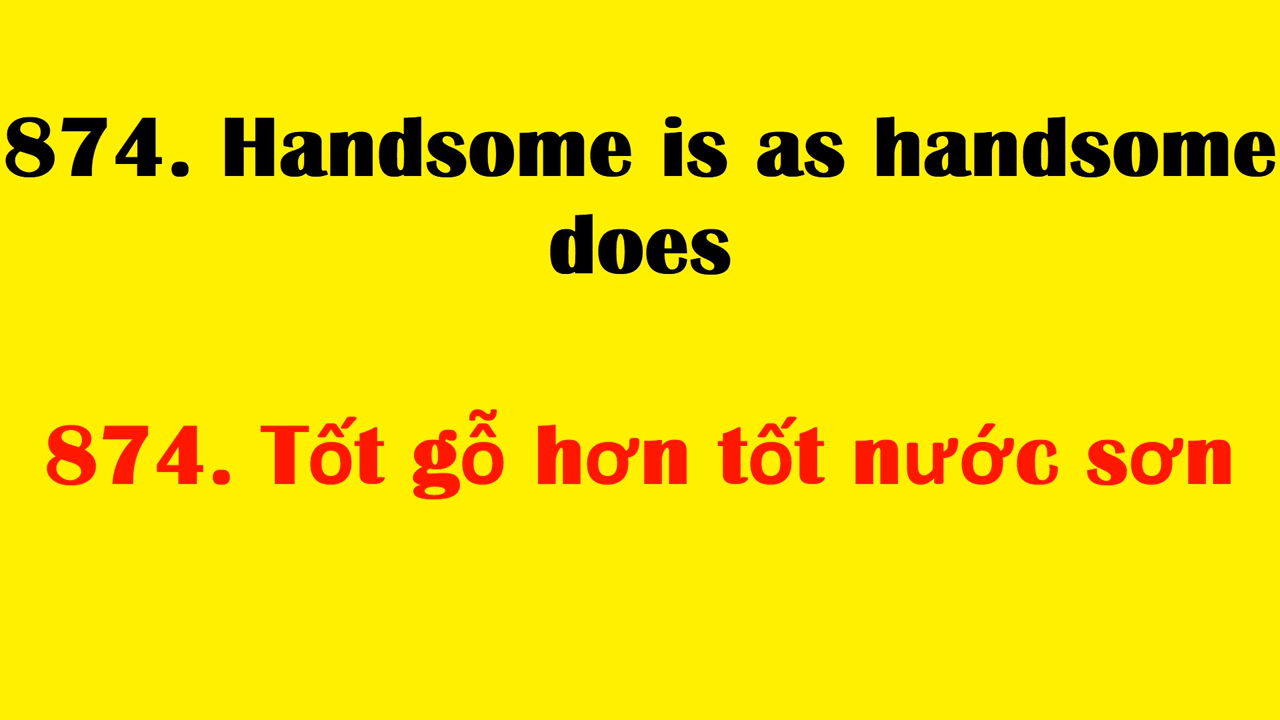 874. Handsome is as handsome
does
874. Tốt gỗ hơn tốt nước sơn